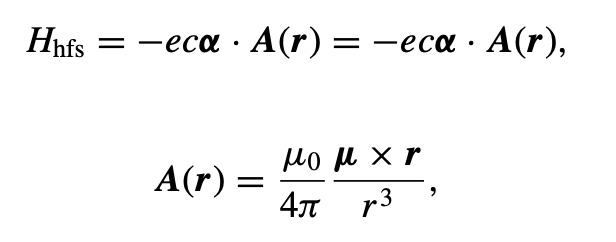 H_hfs = −ec𝜶 · 𝑨(𝒓) = −ec𝜶 · 𝑨(𝒓),
𝑨(𝒓) = μ₀/4π 𝝁 × 𝒓/r³,